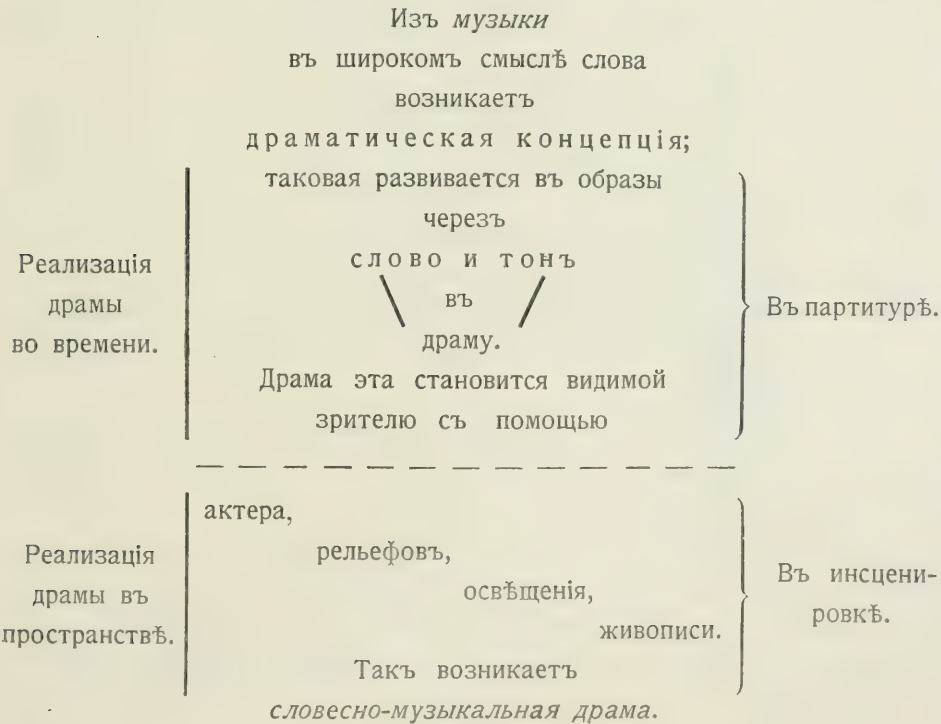 Изъ музыки
въ широкомъ смыслѣ слова
возникаетъ
драматическая концепція;
таковая развивается въ образы
черезъ
слово и тонъ
въ
драму.
Драма эта становится видимой
зрителю съ помощью
Реализація
драмы
во времени.
Въ партитурѣ.
актера,
рельефовъ,
освѣщенія,
живописи.
Такъ возникаетъ
словесно-музыкальная драма.
Реализація
драмы въ
пространствѣ.
Въ инсцени-
ровкѣ.